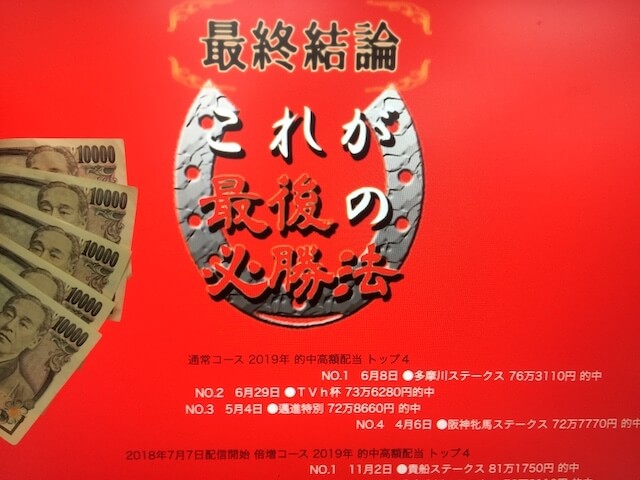 最終結論
これが
最後の
必勝法
10000
10000
10000
10000
10000
通常コース 2019年 的中高額配当 トップ4
NO.1 6月8日 ●多摩川ステークス 76万3110円 的中
NO.2 6月29日 ●TVh杯 73万6280円的中
NO.3 5月4日 ●邁進特別 72万8660円 的中
NO.4 4月6日 ●阪神牝馬ステークス 72万7770円 的中
2018年7月7日配信開始 倍増コース 2019年 的中高額配当 トップ4
NO.1 11月2日 ●貴船ステークス 81万1750円 的中